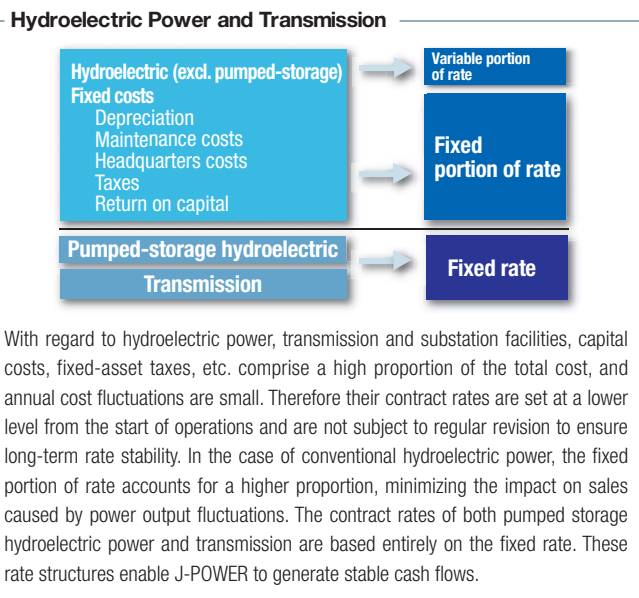 Hydroelectric Power and Transmission
Hydroelectric (excl. pumped-storage)
Fixed costs
Depreciation
Maintenance costs
Headquarters costs
Taxes
Return on capital
Variable portion
of rate
Fixed
portion of rate
Pumped-storage hydroelectric
Transmission
Fixed rate
With regard to hydroelectric power, transmission and substation facilities, capital
costs, fixed-asset taxes, etc. comprise a high proportion of the total cost, and
annual cost fluctuations are small. Therefore their contract rates are set at a lower
level from the start of operations and are not subject to regular revision to ensure
long-term rate stability. In the case of conventional hydroelectric power, the fixed
portion of rate accounts for a higher proportion, minimizing the impact on sales
caused by power output fluctuations. The contract rates of both pumped storage
hydroelectric power and transmission are based entirely on the fixed rate. These
rate structures enable J-POWER to generate stable cash flows.